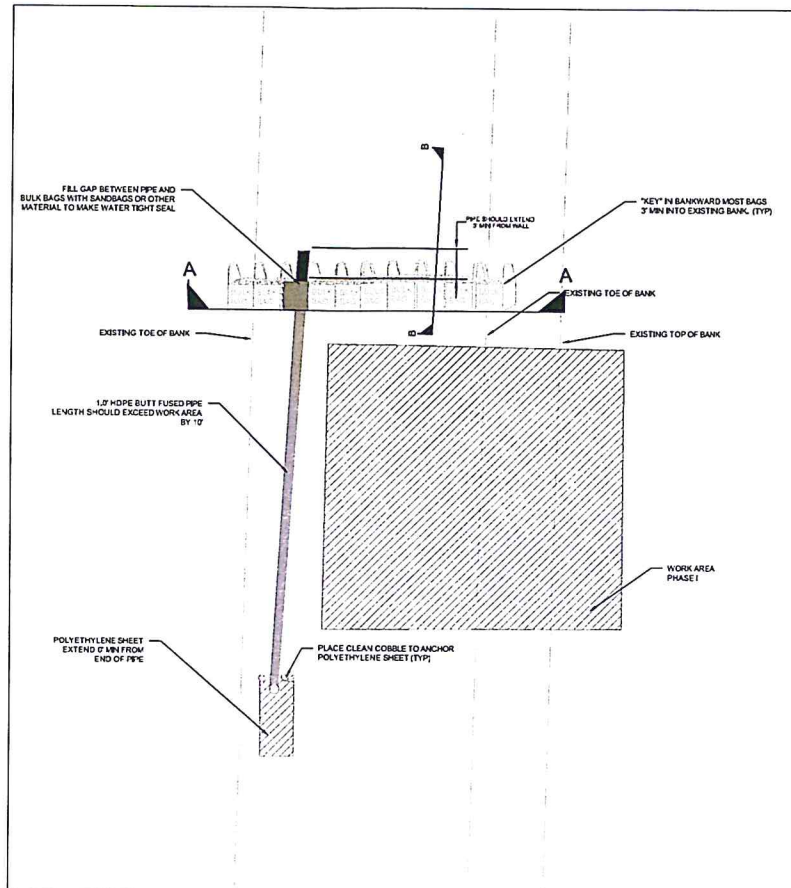 B
FILL GAP BETWEEN PIPE AND
BULK BAGS WITH SANDBAGS OR OTHER
MATERIAL TO MAKE WATER TIGHT SEAL
PIPE SHOULD EXTEND
3' MIN FROM WALL
"KEY" IN BANKWARD MOST BAGS
3' MIN INTO EXISTING BANK. (TYP)
A
A
EXISTING TOE OF BANK
EXISTING TOE OF BANK
B
EXISTING TOP OF BANK
1.0' HDPE BUTT FUSED PIPE
LENGTH SHOULD EXCEED WORK AREA
BY 10'
WORK AREA
PHASE I
POLYETHYLENE SHEET
EXTEND MIN FROM
END OF PIPE
PLACE CLEAN COBBLE TO ANCHOR
POLYETHYLENE SHEET (TYP)